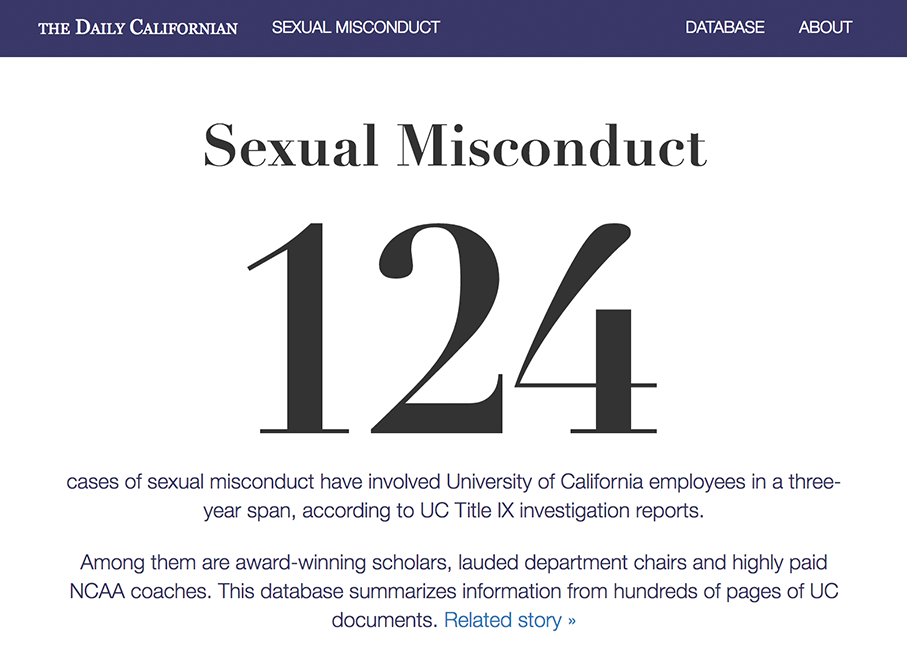 THE DAILY CALIFORNIAN SEXUAL MISCONDUCT DATABASE ABOUT
Sexual Misconduct
124
cases of sexual misconduct have involved University of California employees in a three-
year span, according to UC Title IX investigation reports.
Among them are award-winning scholars, lauded department chairs and highly paid
NCAA coaches. This database summarizes information from hundreds of pages of UC
documents. Related story »